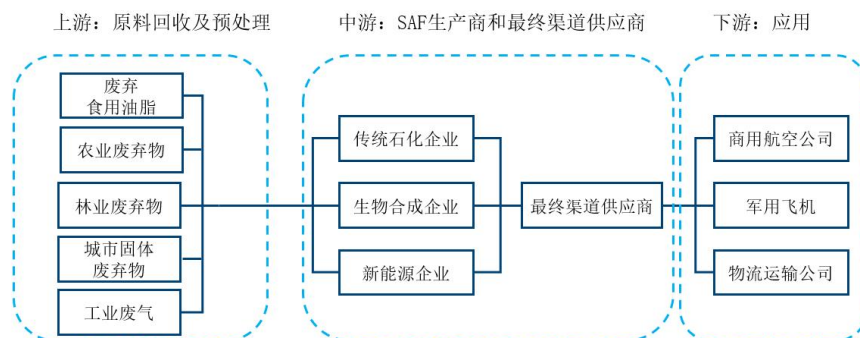 上游：原料回收及预处理
中游：SAF生产商和最终渠道供应商
下游：应用
废弃
食用油脂
农业废弃物
林业废弃物
城市固体
废弃物
工业废气
传统石化企业
生物合成企业
新能源企业
最终渠道供应商
商用航空公司
军用飞机
物流运输公司